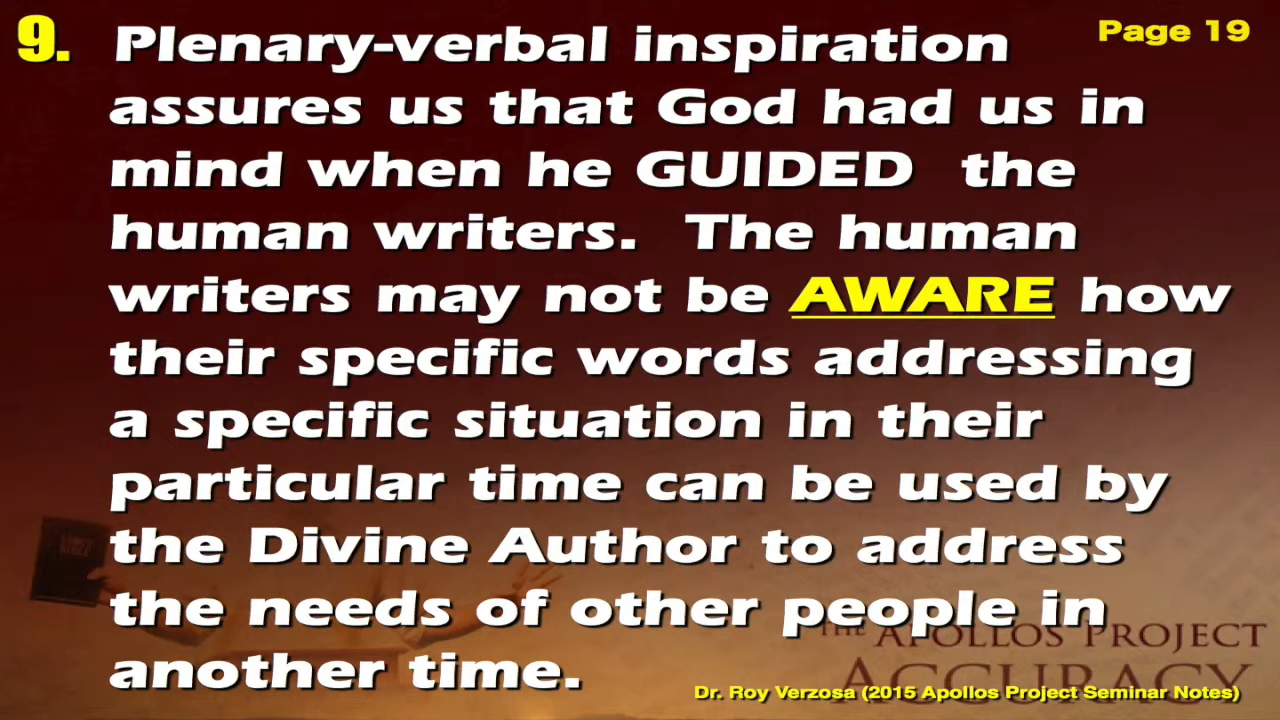 9. Plenary-verbal inspiration
Page 19
assures us that God had us in
mind when he GUIDED the
human writers. The human
writers may not be AWARE how
their specific words addressing
a specific situation in their
particular time can be used by
the Divine Author to address
the needs of other people in
another time.
THE APOLLOS PROJECT
ACCURACY
Dr. Roy Verzosa (2015 Apollos Project Seminar Notes)